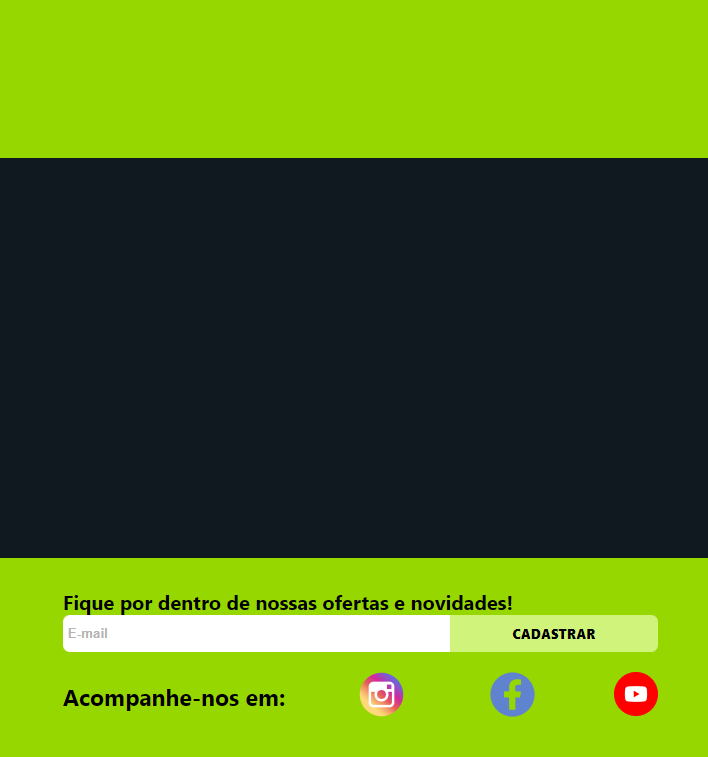 Fique por dentro de nossas ofertas e novidades!
E-mail
CADASTRAR
Acompanhe-nos em: